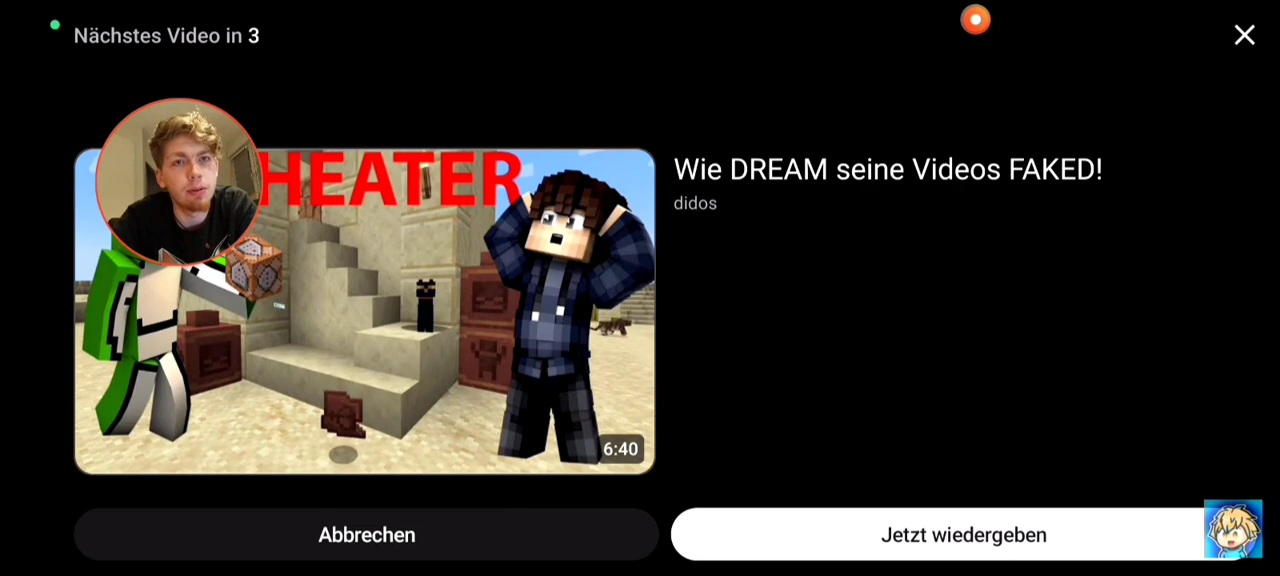 Nächstes Video in 3
HEATER
Wie DREAM seine Videos FAKED!
didos
6:40
Abbrechen
Jetzt wiedergeben